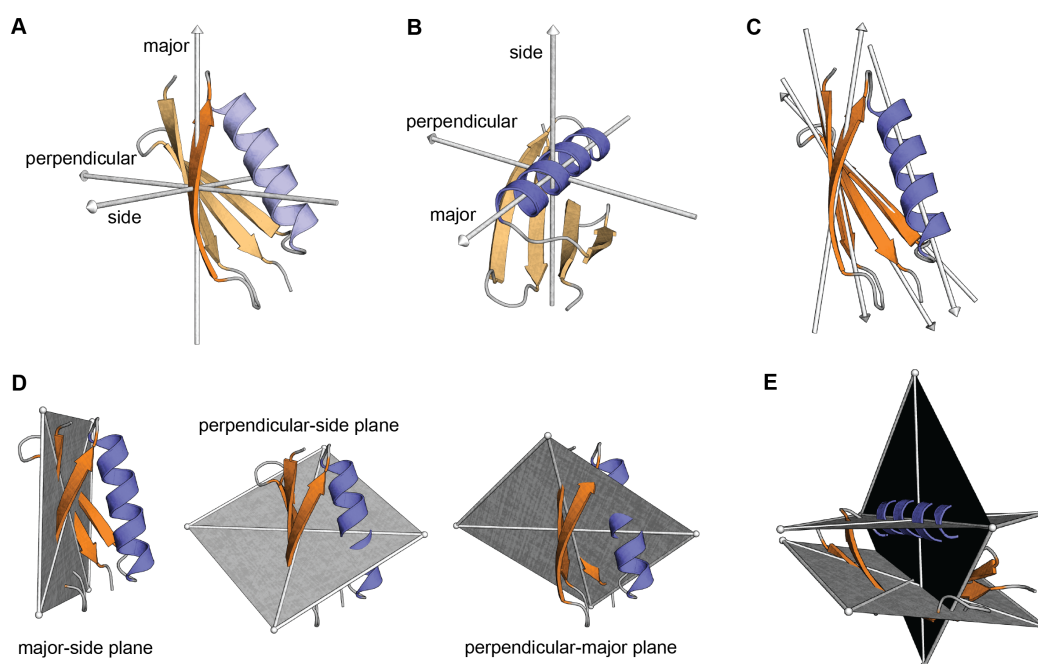 A
major
perpendicular
side
B
side
perpendicular
major
C
D
major-side plane
perpendicular-side plane
perpendicular-major plane
E